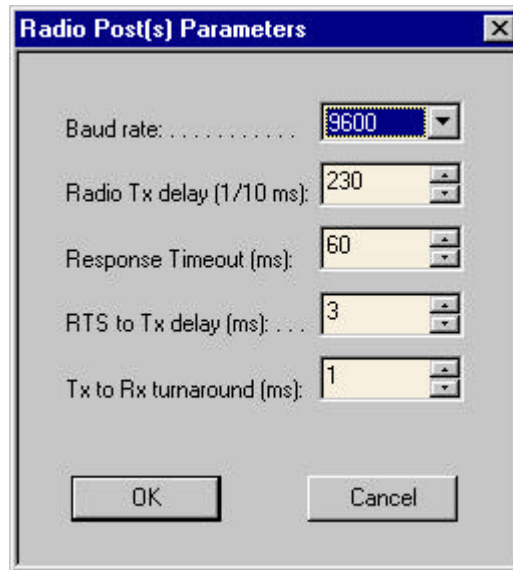 Radio Post(s) Parameters
Baud rate: . . . . . . . . . . . 9600
Radio Tx delay (1/10 ms): 230
Response Timeout (ms): 60
RTS to Tx delay (ms): . . . 3
Tx to Rx turnaround (ms): 1
OK Cancel